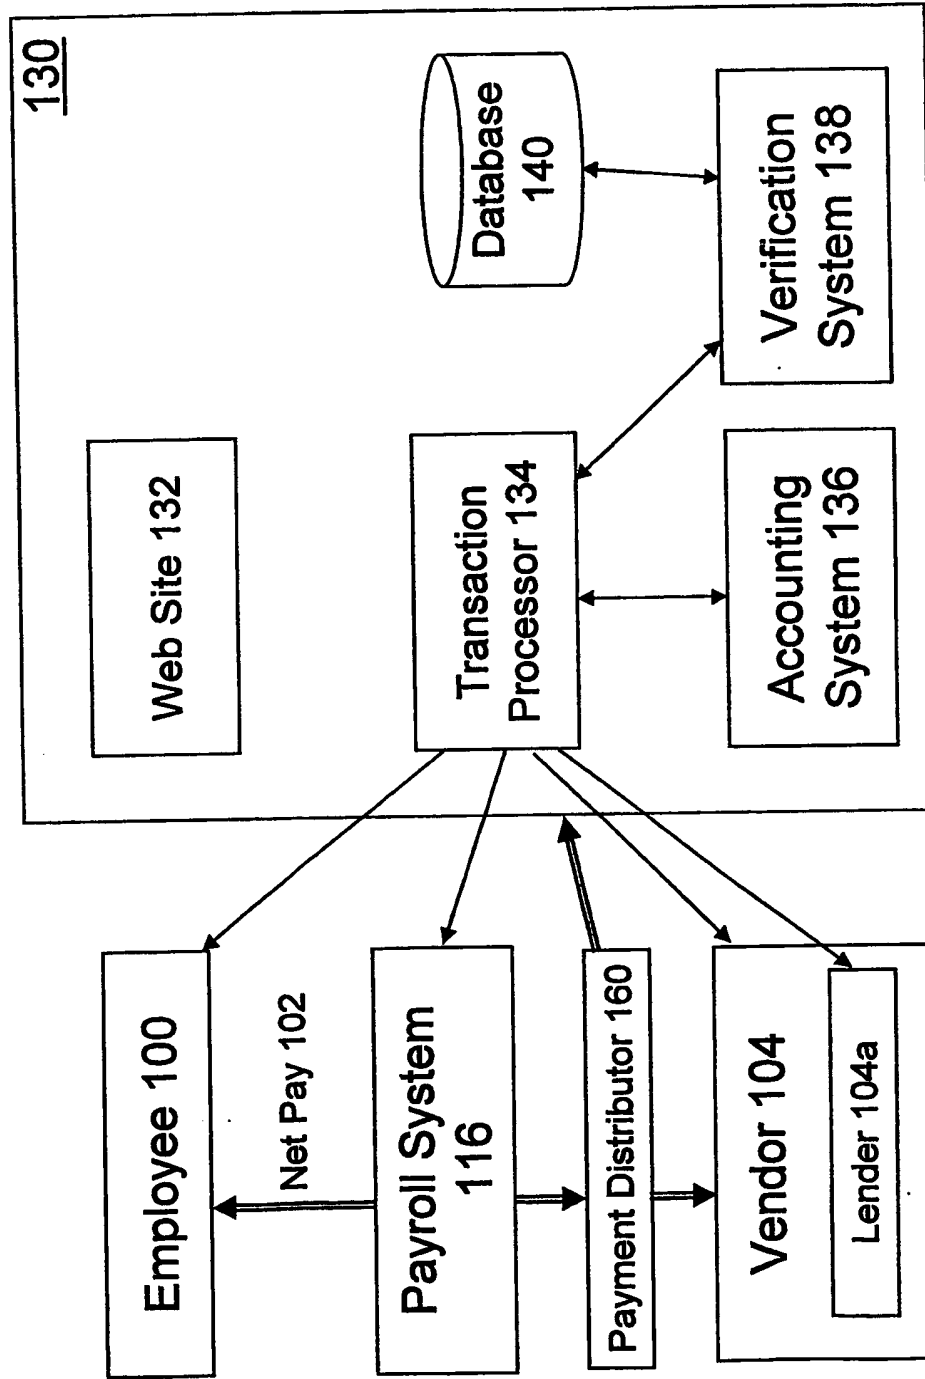 130
Web Site 132
Database
140
Transaction
Processor 134
Accounting
System 136
Verification
System 138
Employee 100
Net Pay 102
Payroll System
116
Payment Distributor 160
Vendor 104
Lender 104a